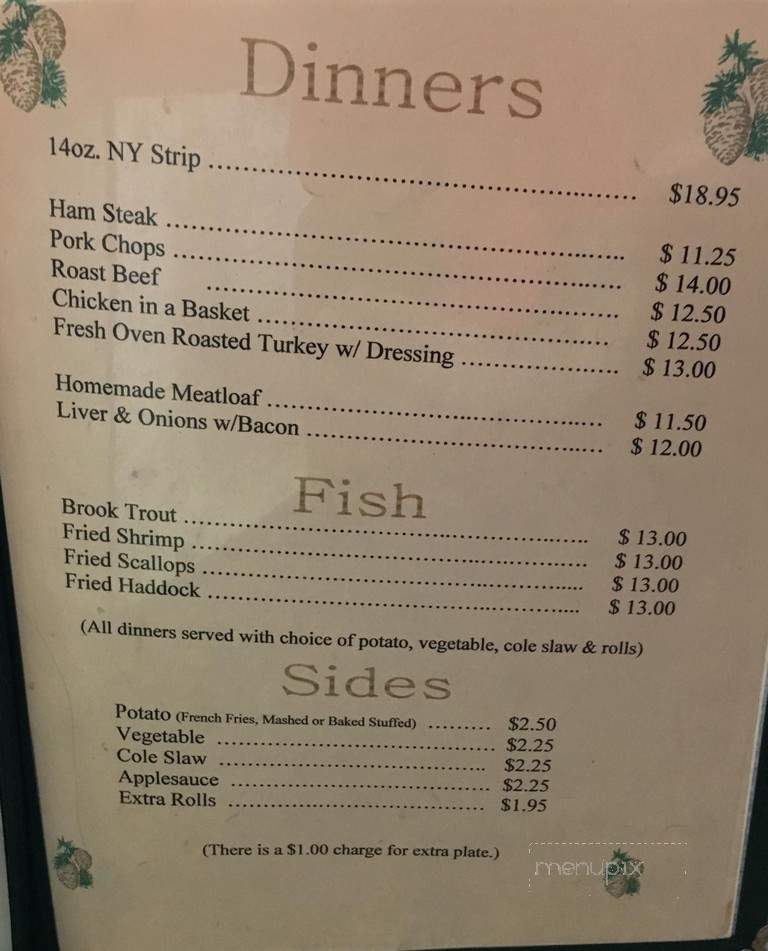 Dinners
14oz. NY Strip ........................ $18.95
Ham Steak ........................ $ 11.25
Pork Chops ........................ $ 14.00
Roast Beef ........................ $ 12.50
Chicken in a Basket ........................ $ 12.50
Fresh Oven Roasted Turkey w/ Dressing ........................ $ 13.00
Homemade Meatloaf ........................ $ 11.50
Liver & Onions w/Bacon ........................ $ 12.00
Fish
Brook Trout ........................ $ 13.00
Fried Shrimp ........................ $ 13.00
Fried Scallops ........................ $ 13.00
Fried Haddock ........................ $ 13.00
(All dinners served with choice of potato, vegetable, cole slaw & rolls)
Sides
Potato (French Fries, Mashed or Baked Stuffed) ......... $2.50
Vegetable ........................ $2.25
Cole Slaw ........................ $2.25
Applesauce ........................ $2.25
Extra Rolls ........................ $1.95
(There is a $1.00 charge for extra plate.)
menupix